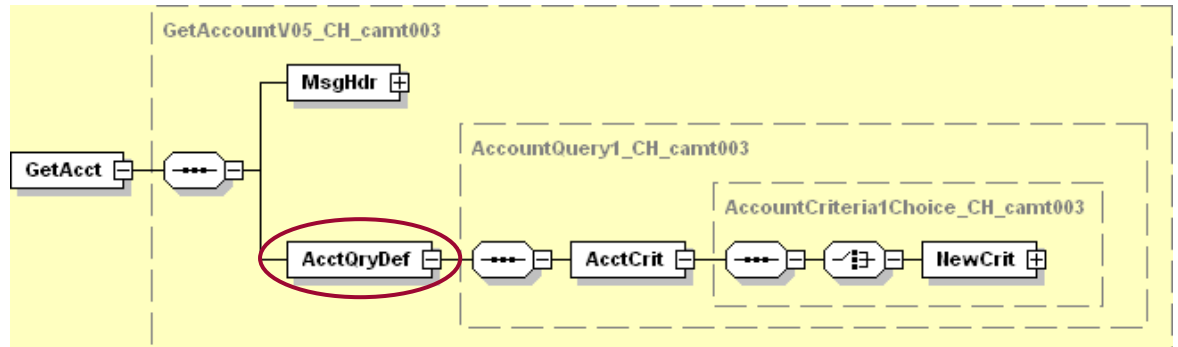 GetAccountV05_CH_camt003
MsgHdr
GetAcct
AccountQuery1_CH_camt003
AccountCriteria1Choice_CH_camt003
AcctQryDef
AcctCrit
NewCrit